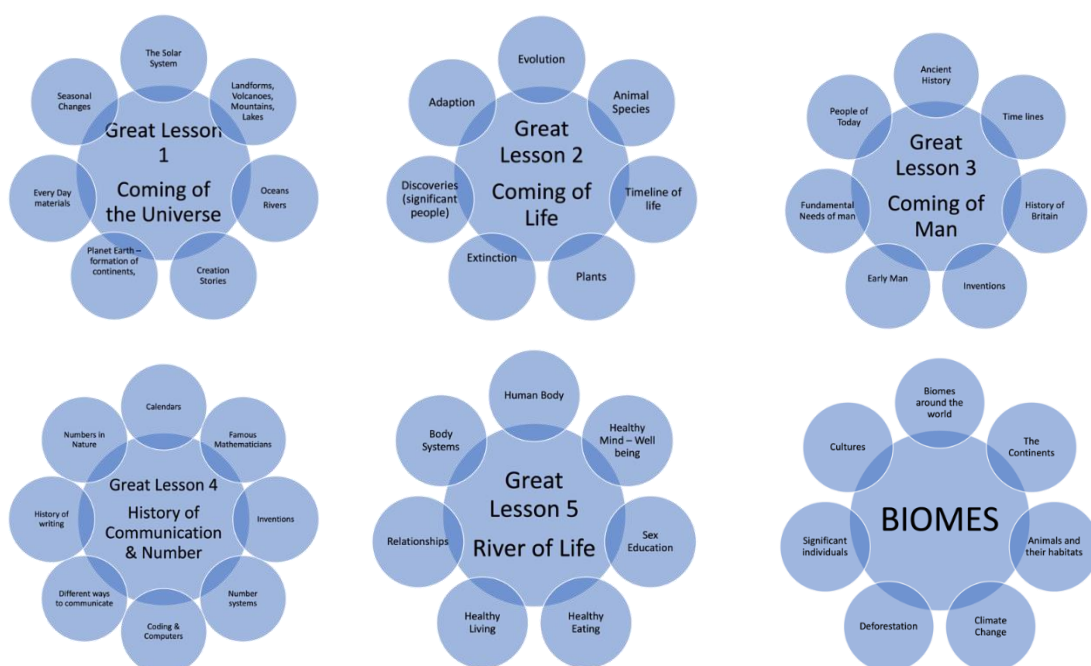 The Solar
System
Landforms,
Volcanoes,
Mountains,
Lakes
Oceans
Rivers
Creation
Stories
Planet Earth –
formation of
continents,
Every Day
materials
Seasonal
Changes
Great Lesson
1
Coming of
the Universe
Evolution
Animal
Species
Timeline of
life
Plants
Extinction
Discoveries
(significant
people)
Adaption
Great
Lesson 2
Coming of
Life
Ancient
History
Time lines
History of
Britain
Inventions
Early Man
Fundamental
Needs of man
People of
Today
Great
Lesson 3
Coming of
Man
Calendars
Famous
Mathematicians
Inventions
Number
systems
Coding &
Computers
Different ways
to communicate
History of
writing
Numbers in
Nature
Great Lesson 4
History of
Communication
& Number
Human Body
Healthy
Mind – Well
being
Sex
Education
Healthy
Eating
Healthy
Living
Relationships
Body
Systems
Great
Lesson 5
River of Life
Biomes
around the
world
The
Continents
Animals and
their habitats
Climate
Change
Deforestation
Significant
individuals
Cultures
BIOMES